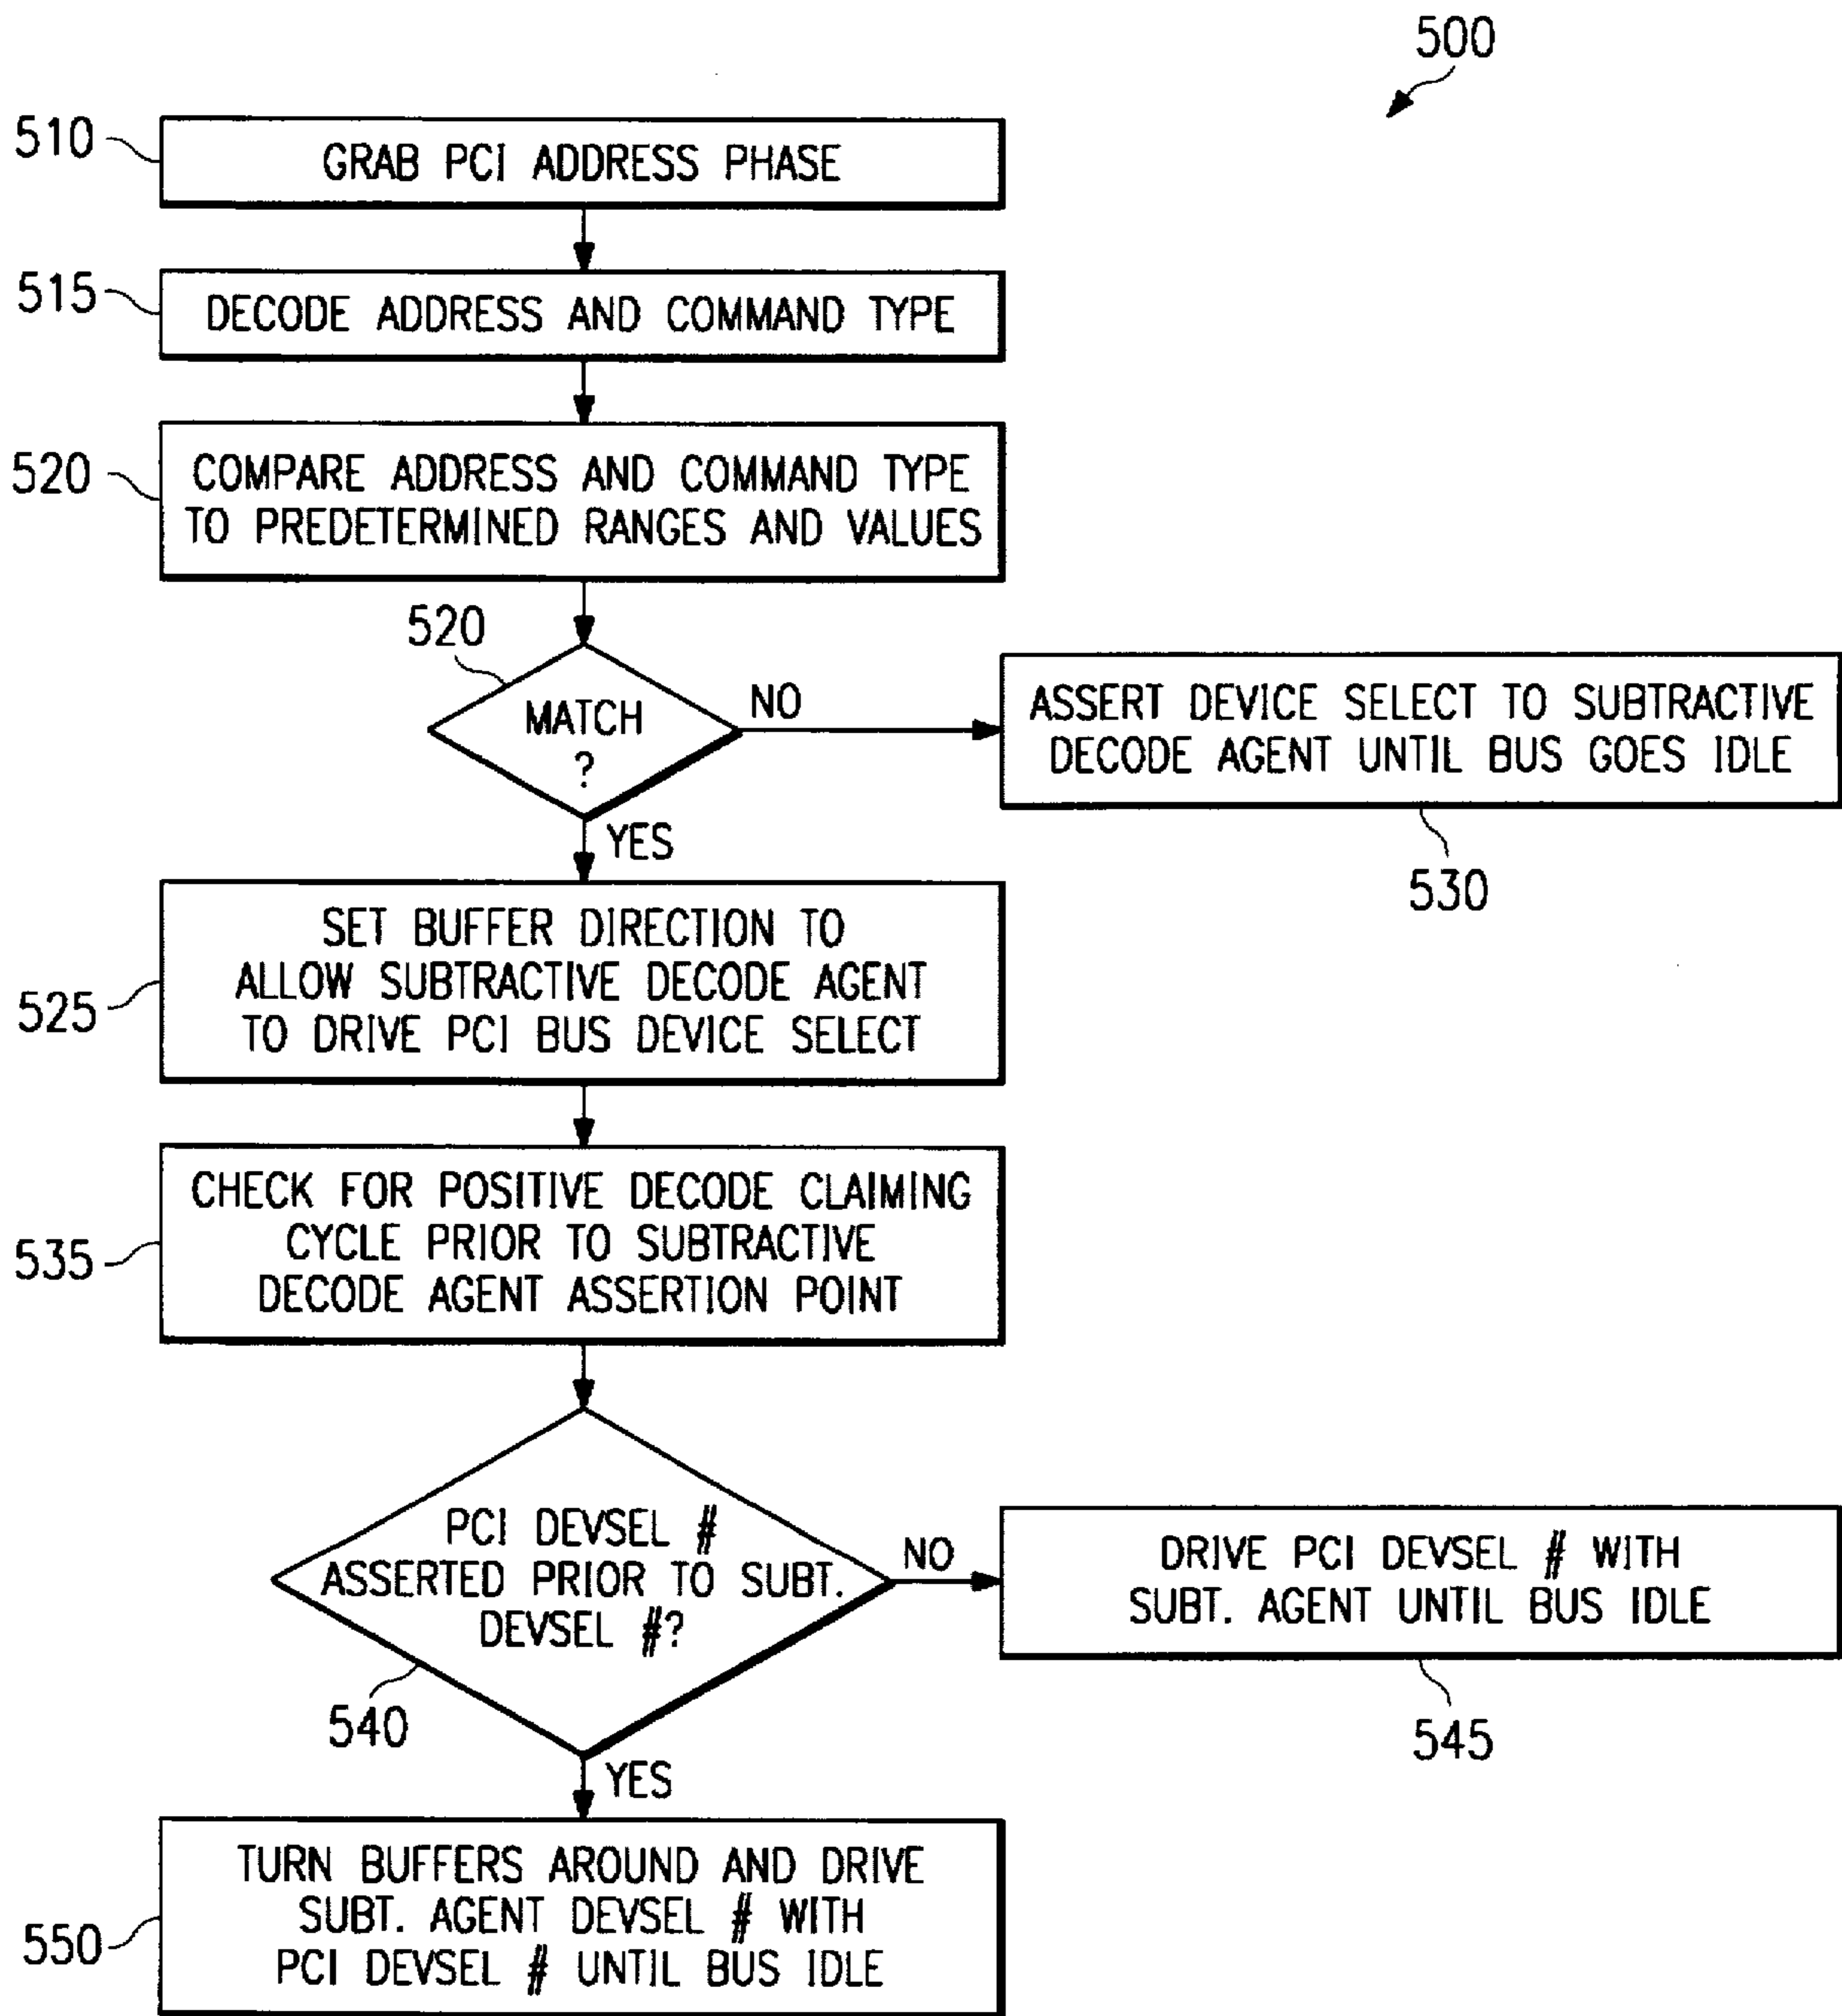 500
510
GRAB PCI ADDRESS PHASE
515
DECODE ADDRESS AND COMMAND TYPE
520
COMPARE ADDRESS AND COMMAND TYPE
TO PREDETERMINED RANGES AND VALUES
520
MATCH
?
NO
ASSERT DEVICE SELECT TO SUBTRACTIVE
DECODE AGENT UNTIL BUS GOES IDLE
530
YES
525
SET BUFFER DIRECTION TO
ALLOW SUBTRACTIVE DECODE AGENT
TO DRIVE PCI BUS DEVICE SELECT
535
CHECK FOR POSITIVE DECODE CLAIMING
CYCLE PRIOR TO SUBTRACTIVE
DECODE AGENT ASSERTION POINT
PCI DEVSEL #
ASSERTED PRIOR TO SUBT.
DEVSEL #?
540
NO
DRIVE PCI DEVSEL # WITH
SUBT. AGENT UNTIL BUS IDLE
545
YES
550
TURN BUFFERS AROUND AND DRIVE
SUBT. AGENT DEVSEL # WITH
PCI DEVSEL # UNTIL BUS IDLE